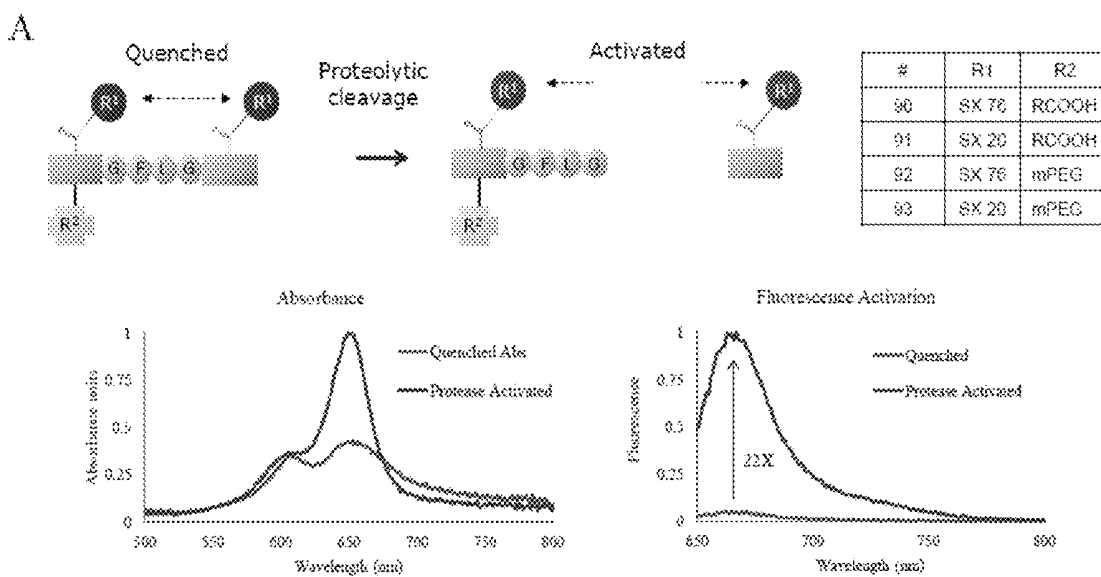 A
Quenched
Proteolytic
cleavage
Activated
R1 R1 R1 R1
G F L G
G F L G
R2
R2
# R1 R2
90 SX 76 RCOOH
91 SX 20 RCOOH
92 SX 76 mPEG
93 SX 20 mPEG
Absorbance
Absorbance units
1
0.75
0.5
0.25
0
500 550 600 650 700 750 800
Wavelength (nm)
Quenched Abs
Protease Activated
Fluorescence Activation
Fluorescence
1
0.75
0.5
0.25
0
22X
650 700 750 800
Wavelength (nm)
Quenched
Protease Activated